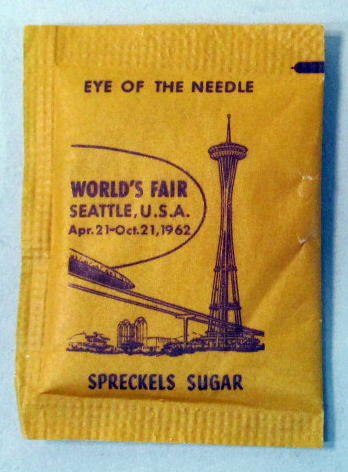 EYE OF THE NEEDLE
WORLD'S FAIR
SEATTLE, U.S.A.
Apr. 21-Oct. 21, 1962
SPRECKELS SUGAR